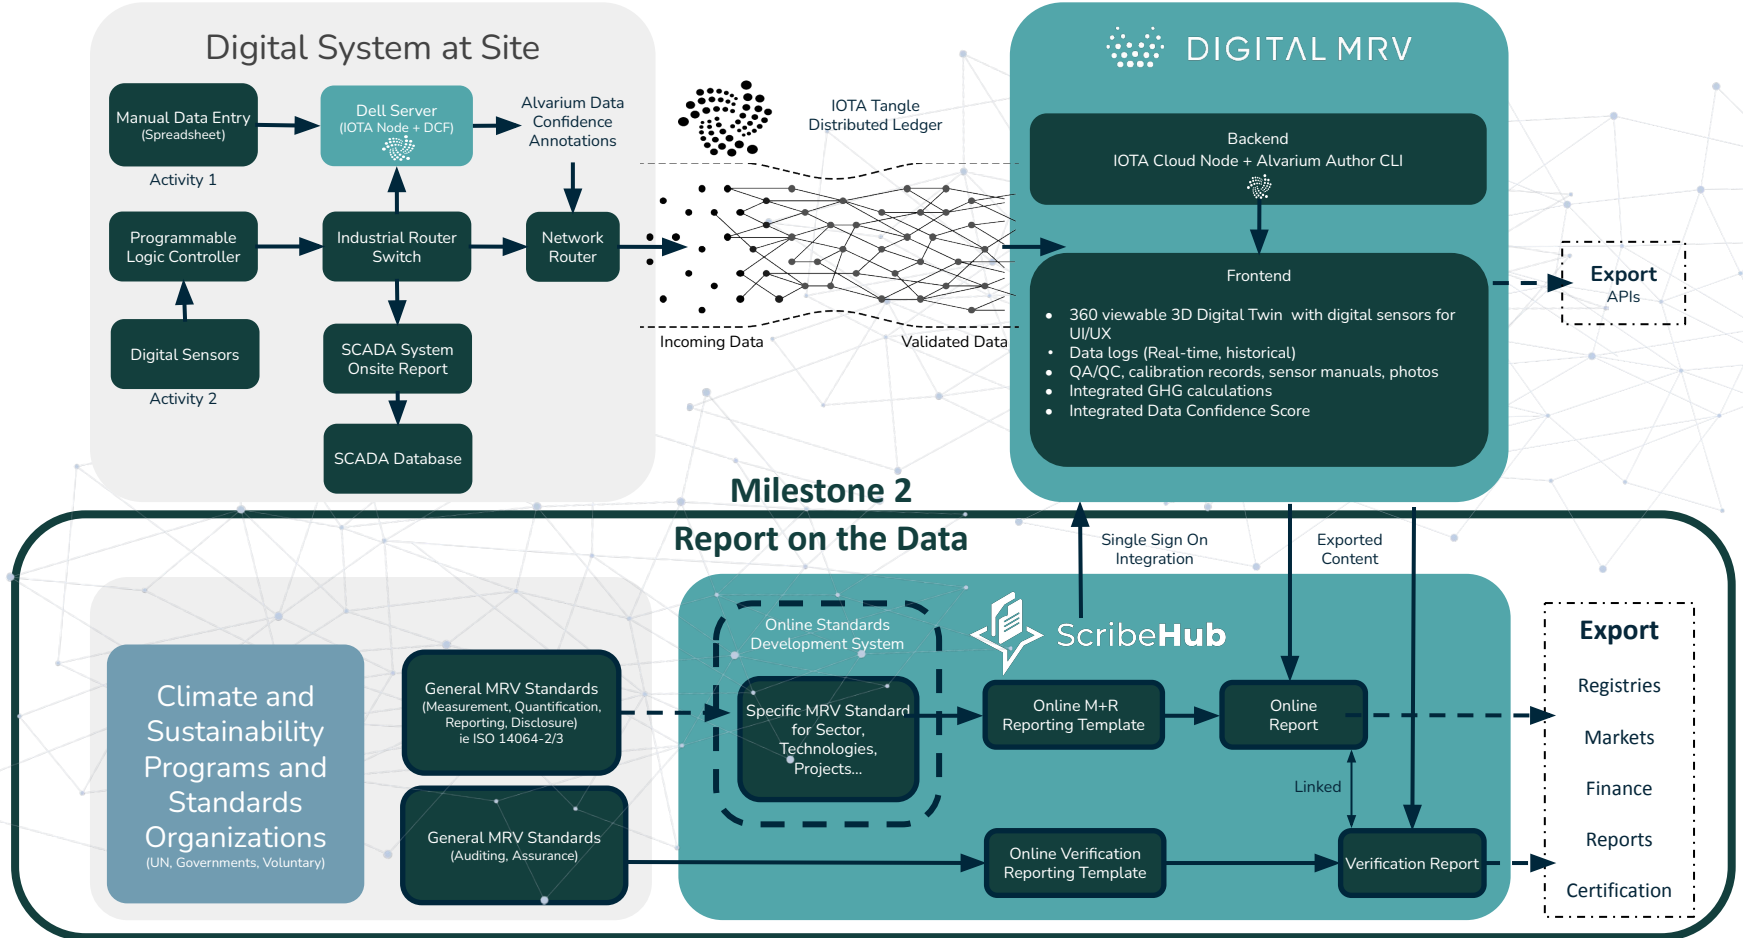 Digital System at Site
Manual Data Entry
(Spreadsheet)
Activity 1
Dell Server
(IOTA Node + DCF)
Alvarium Data
Confidence
Annotations
Programmable
Logic Controller
Industrial Router
Switch
Network
Router
Digital Sensors
Activity 2
SCADA System
Onsite Report
SCADA Database
IOTA Tangle
Distributed Ledger
Incoming Data
Validated Data
DIGITAL MRV
Backend
IOTA Cloud Node + Alvarium Author CLI
Frontend
• 360 viewable 3D Digital Twin with digital sensors for
UI/UX
• Data logs (Real-time, historical)
• QA/QC, calibration records, sensor manuals, photos
• Integrated GHG calculations
• Integrated Data Confidence Score
Export
APIs
Milestone 2
Report on the Data
Single Sign On
Integration
Exported
Content
Climate and
Sustainability
Programs and
Standards
Organizations
(UN, Governments, Voluntary)
General MRV Standards
(Measurement, Quantification,
Reporting, Disclosure)
ie ISO 14064-2/3
General MRV Standards
(Auditing, Assurance)
Online Standards
Development System
Specific MRV Standard
for Sector,
Technologies,
Projects...
ScribeHub
Online M+R
Reporting Template
Online
Report
Linked
Online Verification
Reporting Template
Verification Report
Export
Registries
Markets
Finance
Reports
Certification